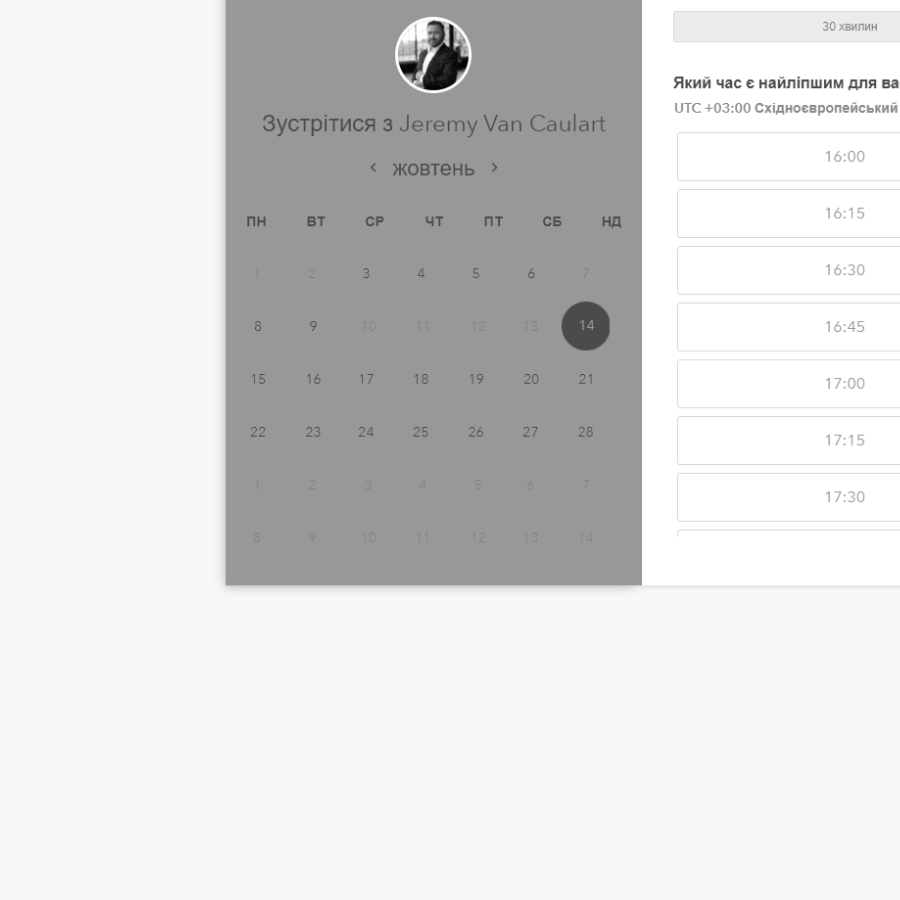 Зустрітися з Jeremy Van Caulart
жовтень
ПН ВТ СР ЧТ ПТ СБ НД
1 2 3 4 5 6 7
8 9 10 11 12 13 14
15 16 17 18 19 20 21
22 23 24 25 26 27 28
1 2 3 4 5 6 7
8 9 10 11 12 13 14
30 хвилин
Який час є найліпшим для ва
UTC +03:00 Східноєвропейський
16:00
16:15
16:30
16:45
17:00
17:15
17:30